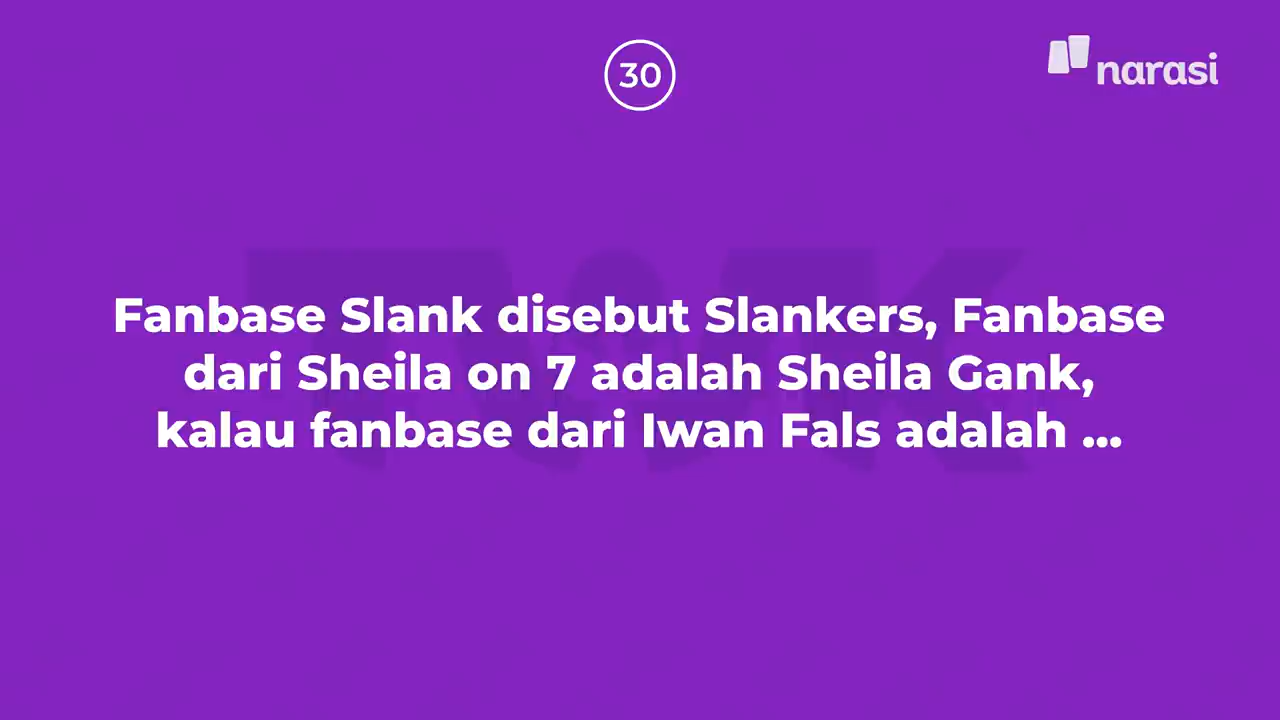 30
narasi
Fanbase Slank disebut Slankers, Fanbase
dari Sheila on 7 adalah Sheila Gank,
kalau fanbase dari Iwan Fals adalah ...